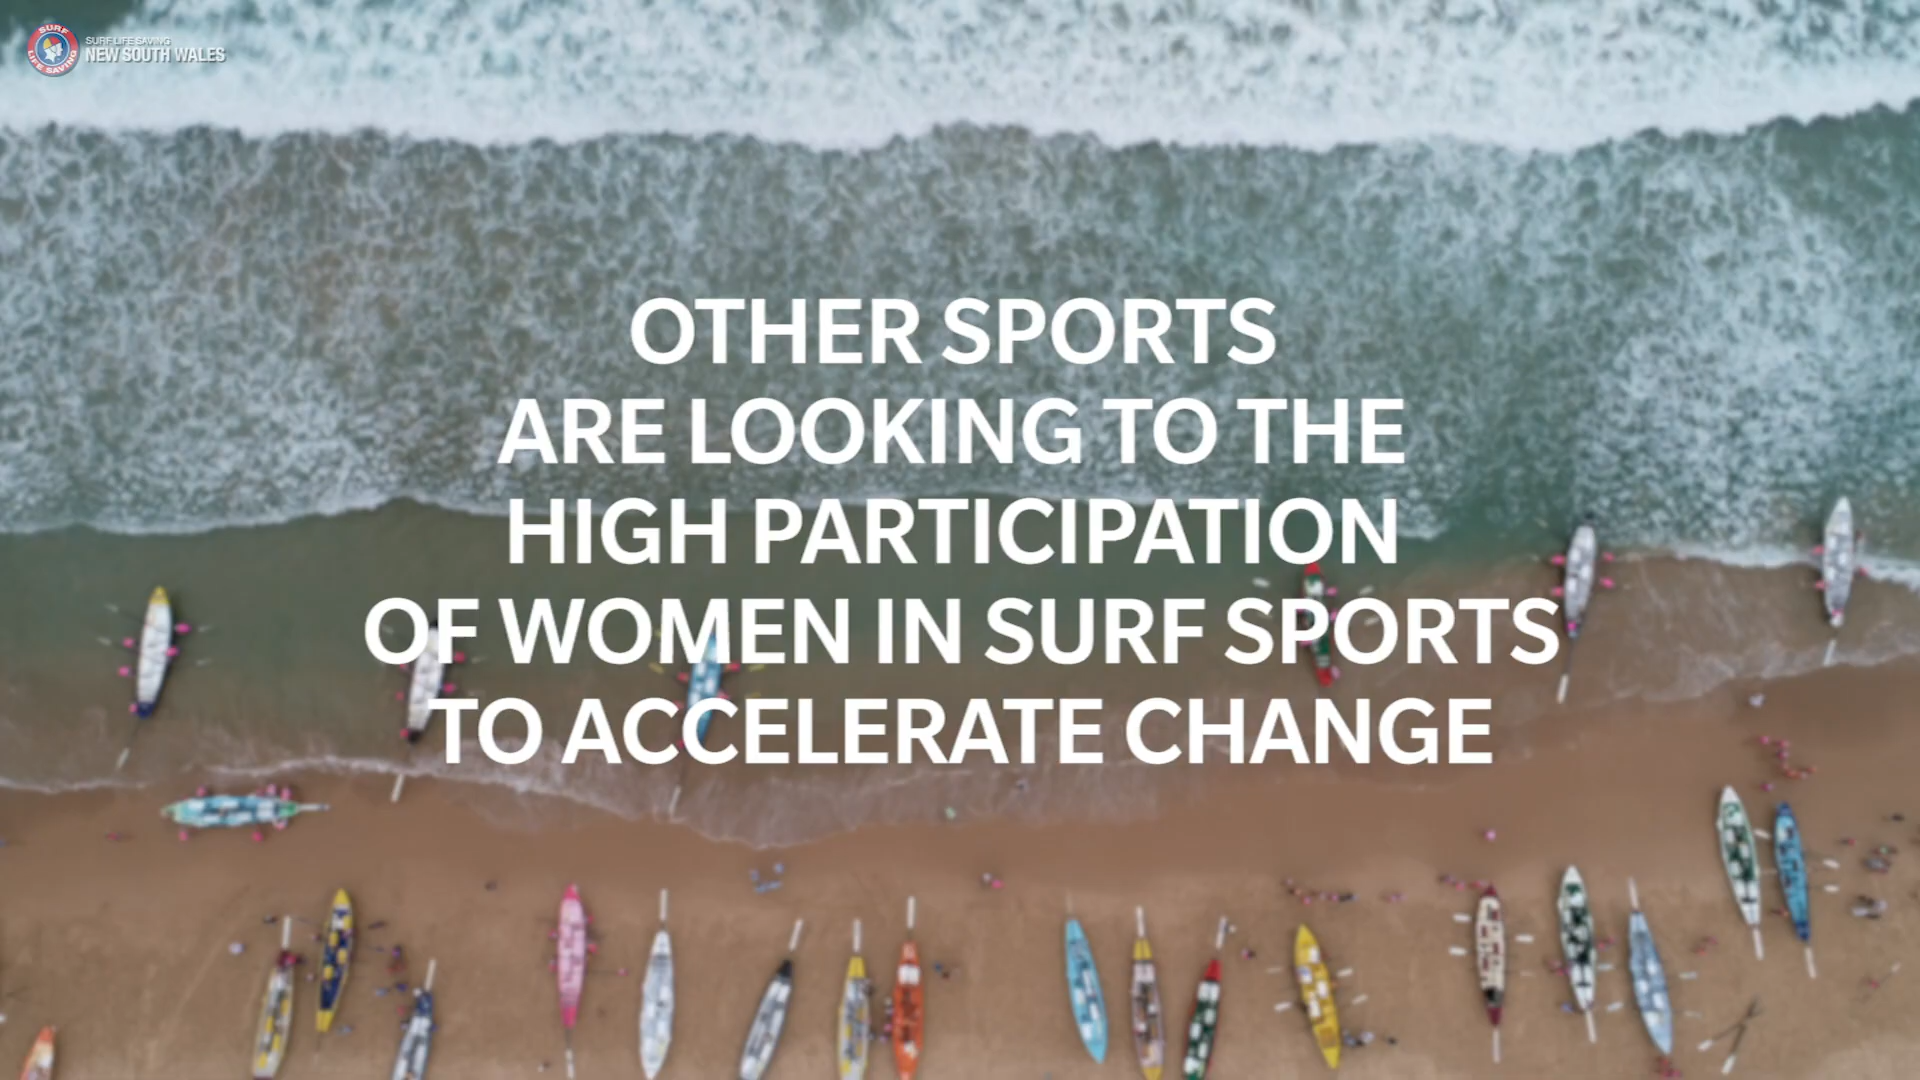 SURF
LIFE SAVING
SURF LIFE SAVING
NEW SOUTH WALES
OTHER SPORTS
ARE LOOKING TO THE
HIGH PARTICIPATION
OF WOMEN IN SURF SPORTS
TO ACCELERATE CHANGE